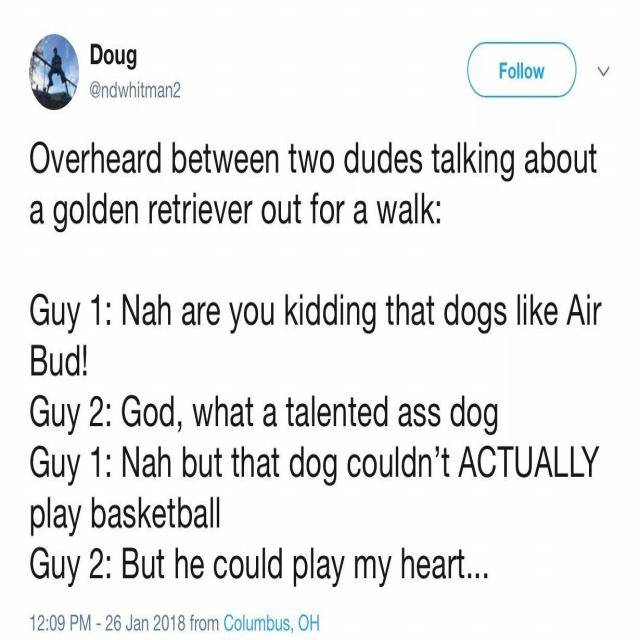 Doug
@ndwhitman2
Follow
Overheard between two dudes talking about
a golden retriever out for a walk:
Guy 1: Nah are you kidding that dogs like Air
Bud!
Guy 2: God, what a talented ass dog
Guy 1: Nah but that dog couldn’t ACTUALLY
play basketball
Guy 2: But he could play my heart...
12:09 PM - 26 Jan 2018 from Columbus, OH